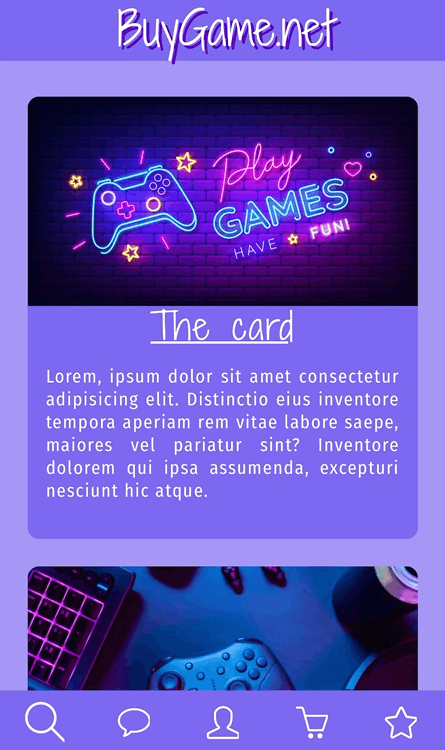 BuyGame.net
Play
GAMES
HAVE FUN!
The card
Lorem, ipsum dolor sit amet consectetur
adipisicing elit. Distinctio eius inventore
tempora aperiam rem vitae labore saepe,
maiores vel pariatur sint? Inventore
dolorem qui ipsa assumenda, excepturi
nesciunt hic atque.